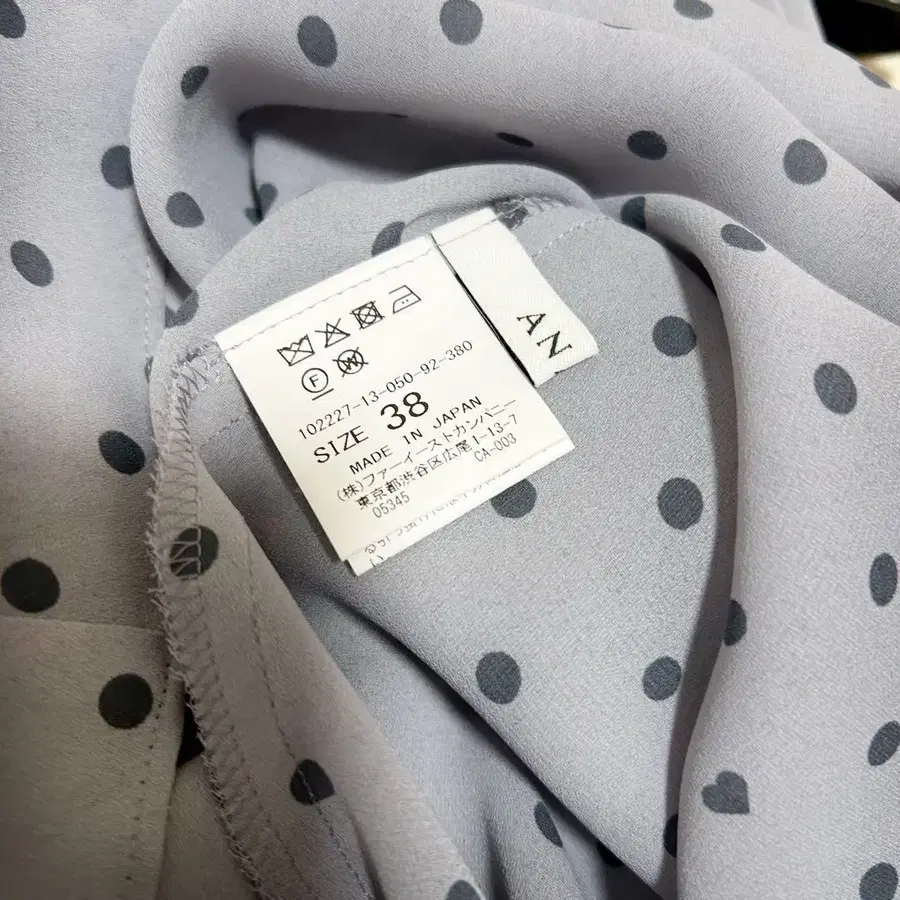 F
W
102227-13-050-92-380
SIZE 38
MADE IN JAPAN
(株)ファーイーストカンパニー
東京都渋谷区広尾1-13-7
05345 CA-003
AN